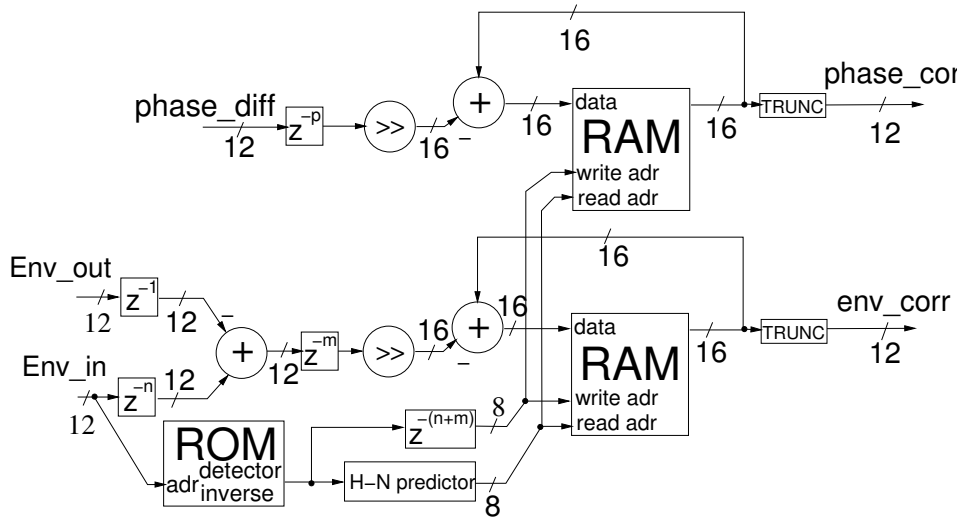 16
phase_diff
12
z⁻ᵖ
>>
16
+
−
16
data
RAM
write adr
read adr
16
TRUNC
phase_cor
12
Env_out
12
z⁻¹
12
−
+
12
z⁻ᵐ
>>
16
+
−
16
16
data
RAM
write adr
read adr
16
TRUNC
env_corr
12
Env_in
12
z⁻ⁿ
12
ROM
detector
adr inverse
z⁻⁽ⁿ⁺ᵐ⁾
8
H−N predictor
8